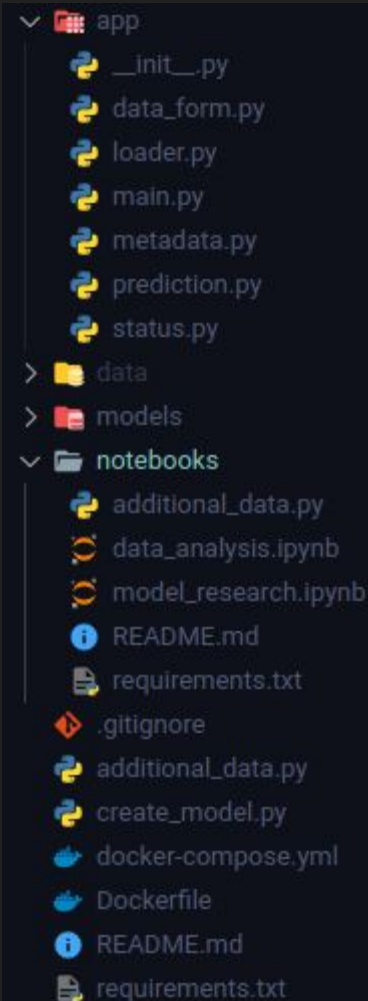 app
__init__.py
data_form.py
loader.py
main.py
metadata.py
prediction.py
status.py
data
models
notebooks
additional_data.py
data_analysis.ipynb
model_research.ipynb
README.md
requirements.txt
.gitignore
additional_data.py
create_model.py
docker-compose.yml
Dockerfile
README.md
requirements.txt